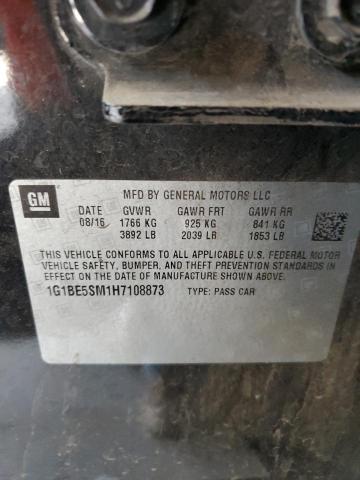 GM
MFD BY GENERAL MOTORS LLC
DATE GVWR GAWR FRT GAWR RR
08/16 1766 KG 925 KG 841 KG
3892 LB 2039 LB 1853 LB
THIS VEHICLE CONFORMS TO ALL APPLICABLE U.S. FEDERAL MOTOR
VEHICLE SAFETY, BUMPER, AND THEFT PREVENTION STANDARDS IN
EFFECT ON THE DATE OF MANUFACTURE SHOWN ABOVE.
1G1BE5SM1H7108873 TYPE: PASS CAR